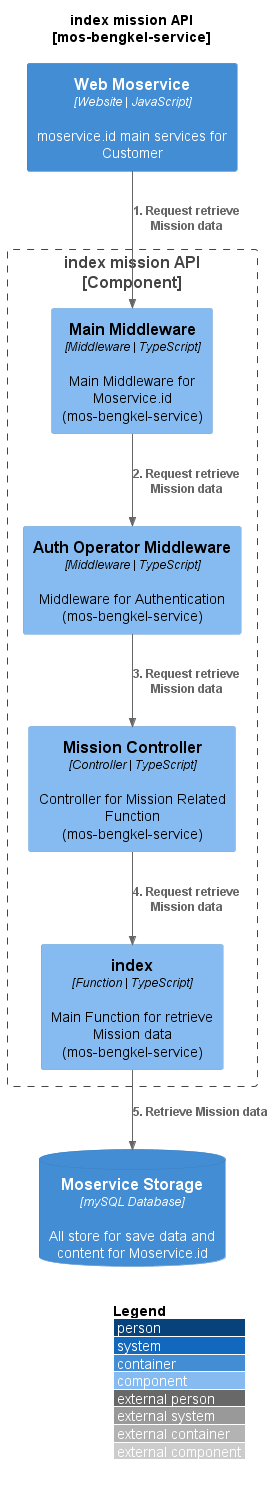 index mission API
[mos-bengkel-service]
Web Moservice
[Website | JavaScript]
moservice.id main services for
Customer
1. Request retrieve
Mission data
index mission API
[Component]
Main Middleware
[Middleware | TypeScript]
Main Middleware for
Moservice.id
(mos-bengkel-service)
2. Request retrieve
Mission data
Auth Operator Middleware
[Middleware | TypeScript]
Middleware for Authentication
(mos-bengkel-service)
3. Request retrieve
Mission data
Mission Controller
[Controller | TypeScript]
Controller for Mission Related
Function
(mos-bengkel-service)
4. Request retrieve
Mission data
index
[Function | TypeScript]
Main Function for retrieve
Mission data
(mos-bengkel-service)
5. Retrieve Mission data
Moservice Storage
[mySQL Database]
All store for save data and
content for Moservice.id
Legend
person
system
container
component
external person
external system
external container
external component